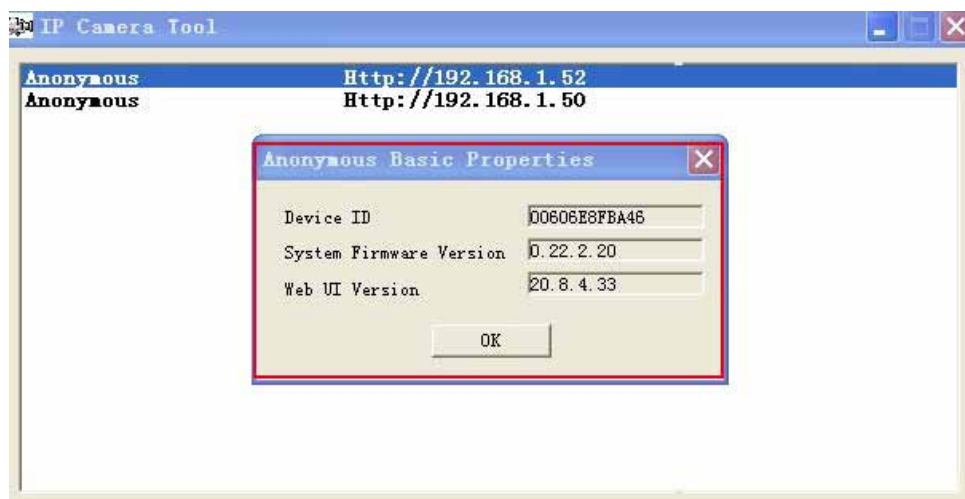 IP Camera Tool
Anonymous Http://192.168.1.52
Anonymous Http://192.168.1.50
Anonymous Basic Properties
Device ID 00606E8FBA46
System Firmware Version 0.22.2.20
Web UI Version 20.8.4.33
OK